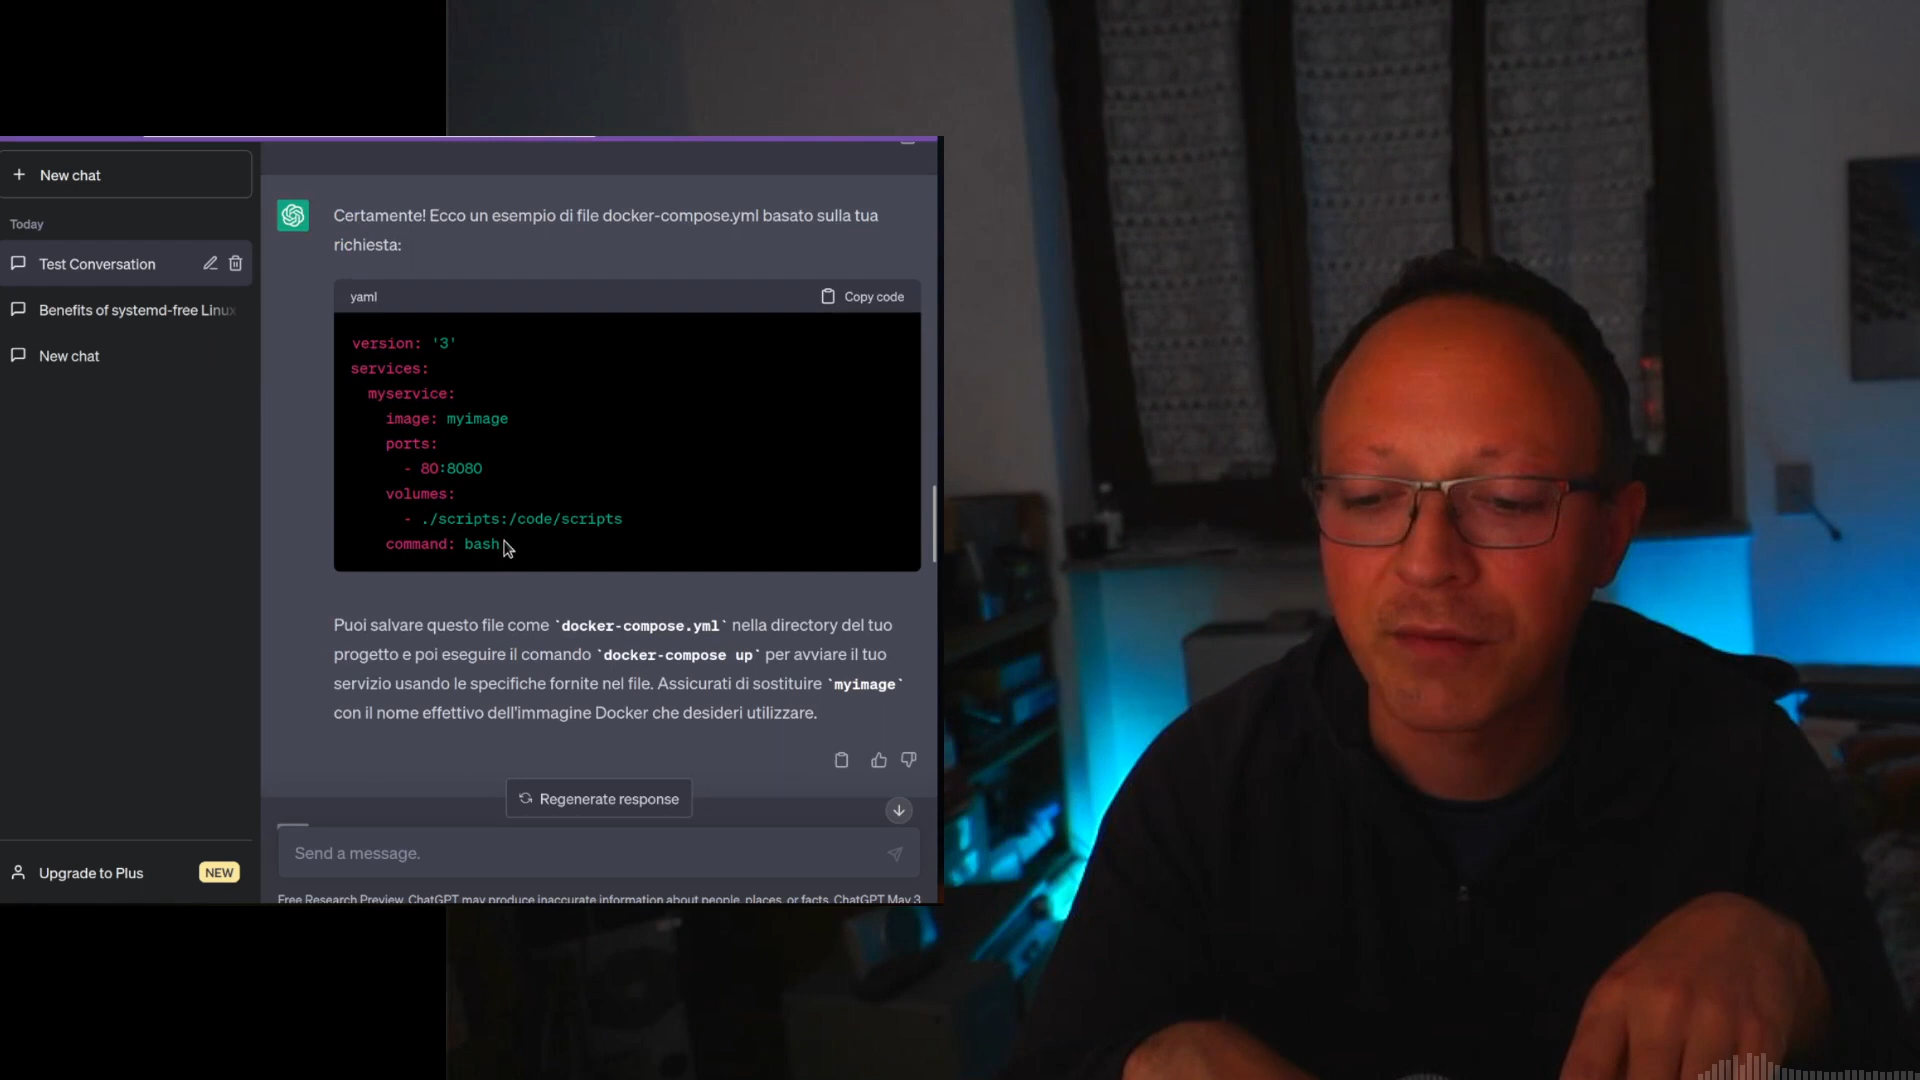 New chat
Today
Test Conversation
Benefits of systemd-free Linux
New chat
Upgrade to Plus
NEW
Certamente! Ecco un esempio di file docker-compose.yml basato sulla tua
richiesta:
yaml
Copy code
version: '3'
services:
myservice:
image: myimage
ports:
- 80:8080
volumes:
- ./scripts:/code/scripts
command: bash
Puoi salvare questo file come `docker-compose.yml` nella directory del tuo
progetto e poi eseguire il comando `docker-compose up` per avviare il tuo
servizio usando le specifiche fornite nel file. Assicurati di sostituire `myimage`
con il nome effettivo dell'immagine Docker che desideri utilizzare.
Regenerate response
Send a message.
Free Research Preview. ChatGPT may produce inaccurate information about people, places, or facts. ChatGPT May 3